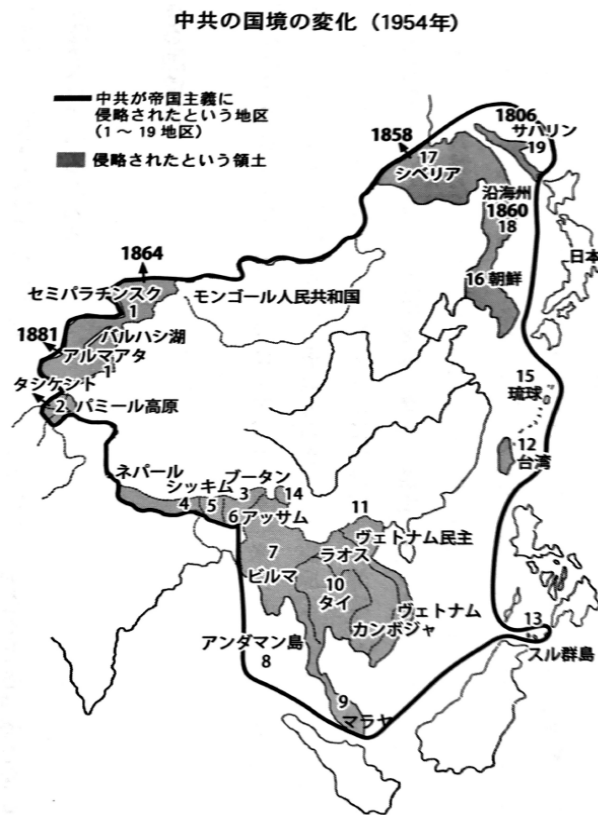 中共の国境の変化（1954年）
中共が帝国主義に
侵略されたという地区
（1～19 地区）
侵略されたという領土
1806
サハリン
19
1858
17
シベリア
沿海州
1860
18
日本
16 朝鮮
1864
セミパラチンスク
1
モンゴール人民共和国
バルハシ湖
1881
アルマアタ
1
タシケント
2
パミール高原
15
琉球
12
台湾
ネパール
シッキム
ブータン
4
5
3
14
6
アッサム
11
ヴェトナム民主
7
ビルマ
ラオス
10
タイ
ヴェトナム
カンボジャ
アンダマン島
8
13
スル群島
9
マラヤ